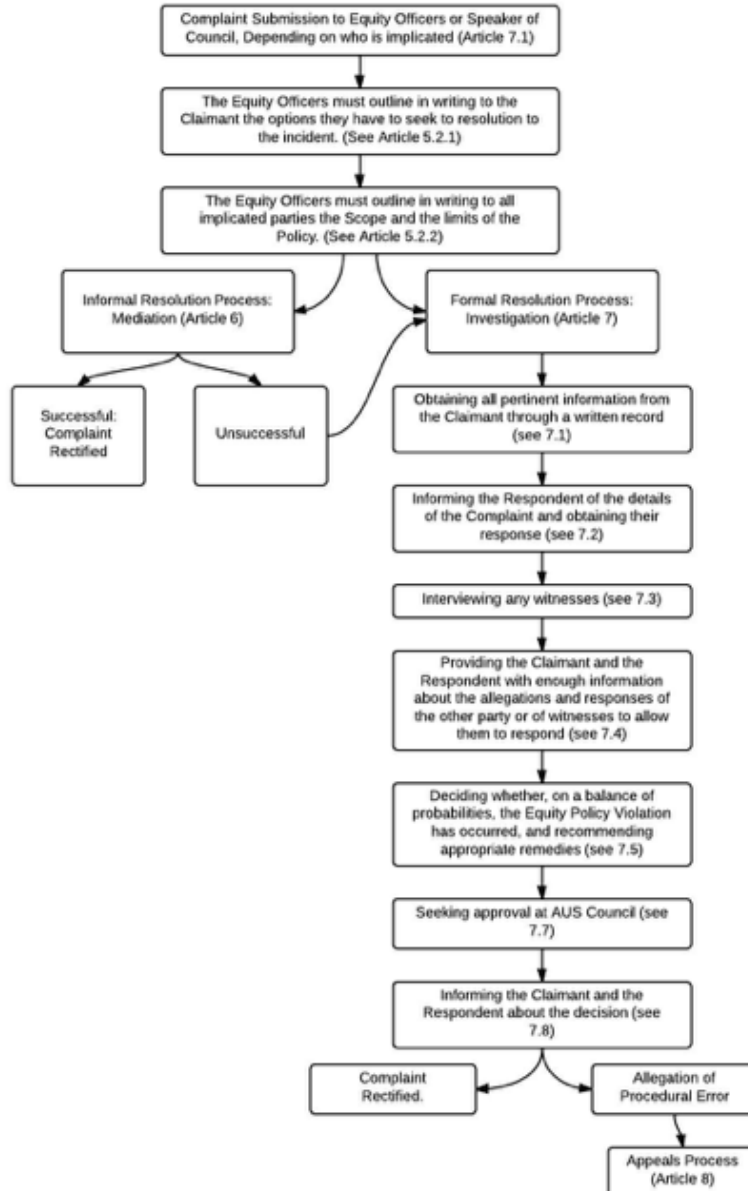 Complaint Submission to Equity Officers or Speaker of
Council, Depending on who is implicated (Article 7.1)
The Equity Officers must outline in writing to the
Claimant the options they have to seek to resolution to
the incident. (See Article 5.2.1)
The Equity Officers must outline in writing to all
implicated parties the Scope and the limits of the
Policy. (See Article 5.2.2)
Informal Resolution Process:
Mediation (Article 6)
Formal Resolution Process:
Investigation (Article 7)
Successful:
Complaint
Rectified
Unsuccessful
Obtaining all pertinent information from
the Claimant through a written record
(see 7.1)
Informing the Respondent of the details
of the Complaint and obtaining their
response (see 7.2)
Interviewing any witnesses (see 7.3)
Providing the Claimant and the
Respondent with enough information
about the allegations and responses of
the other party or of witnesses to allow
them to respond (see 7.4)
Deciding whether, on a balance of
probabilities, the Equity Policy Violation
has occurred, and recommending
appropriate remedies (see 7.5)
Seeking approval at AUS Council (see
7.7)
Informing the Claimant and the
Respondent about the decision (see
7.8)
Complaint
Rectified.
Allegation of
Procedural Error
Appeals Process
(Article 8)